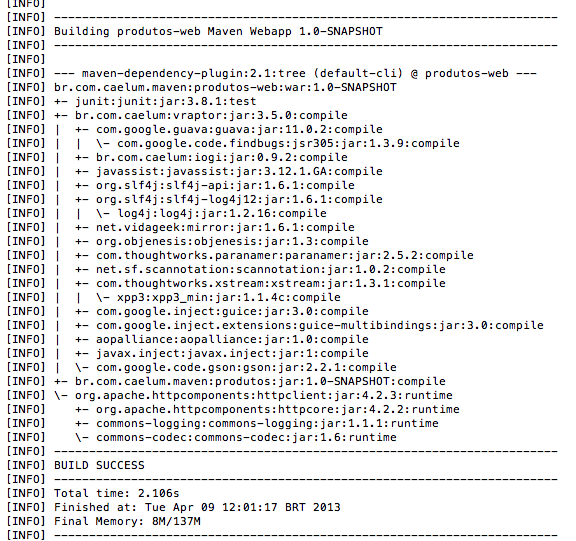 [INFO]
[INFO] ------------------------------------------------------------------------
[INFO] Building produtos-web Maven Webapp 1.0-SNAPSHOT
[INFO] ------------------------------------------------------------------------
[INFO]
[INFO] --- maven-dependency-plugin:2.1:tree (default-cli) @ produtos-web ---
[INFO] br.com.caelum.maven:produtos-web:war:1.0-SNAPSHOT
[INFO] +- junit:junit:jar:3.8.1:test
[INFO] +- br.com.caelum:vraptor:jar:3.5.0:compile
[INFO] |  +- com.google.guava:guava:jar:11.0.2:compile
[INFO] |  |  \- com.google.code.findbugs:jsr305:jar:1.3.9:compile
[INFO] |  +- br.com.caelum:iogi:jar:0.9.2:compile
[INFO] |  +- javassist:javassist:jar:3.12.1.GA:compile
[INFO] |  +- org.slf4j:slf4j-api:jar:1.6.1:compile
[INFO] |  +- org.slf4j:slf4j-log4j12:jar:1.6.1:compile
[INFO] |  |  \- log4j:log4j:jar:1.2.16:compile
[INFO] |  +- net.vidageek:mirror:jar:1.6.1:compile
[INFO] |  +- org.objenesis:objenesis:jar:1.3:compile
[INFO] |  +- com.thoughtworks.paranamer:paranamer:jar:2.5.2:compile
[INFO] |  +- net.sf.scannotation:scannotation:jar:1.0.2:compile
[INFO] |  +- com.thoughtworks.xstream:xstream:jar:1.3.1:compile
[INFO] |  |  \- xpp3:xpp3_min:jar:1.1.4c:compile
[INFO] |  +- com.google.inject:guice:jar:3.0:compile
[INFO] |  +- com.google.inject.extensions:guice-multibindings:jar:3.0:compile
[INFO] |  +- aopalliance:aopalliance:jar:1.0:compile
[INFO] |  +- javax.inject:javax.inject:jar:1:compile
[INFO] |  \- com.google.code.gson:gson:jar:2.2.1:compile
[INFO] +- br.com.caelum.maven:produtos:jar:1.0-SNAPSHOT:compile
[INFO] \- org.apache.httpcomponents:httpclient:jar:4.2.3:runtime
[INFO]    +- org.apache.httpcomponents:httpcore:jar:4.2.2:runtime
[INFO]    +- commons-logging:commons-logging:jar:1.1.1:runtime
[INFO]    \- commons-codec:commons-codec:jar:1.6:runtime
[INFO] ------------------------------------------------------------------------
[INFO] BUILD SUCCESS
[INFO] ------------------------------------------------------------------------
[INFO] Total time: 2.106s
[INFO] Finished at: Tue Apr 09 12:01:17 BRT 2013
[INFO] Final Memory: 8M/137M
[INFO] ------------------------------------------------------------------------